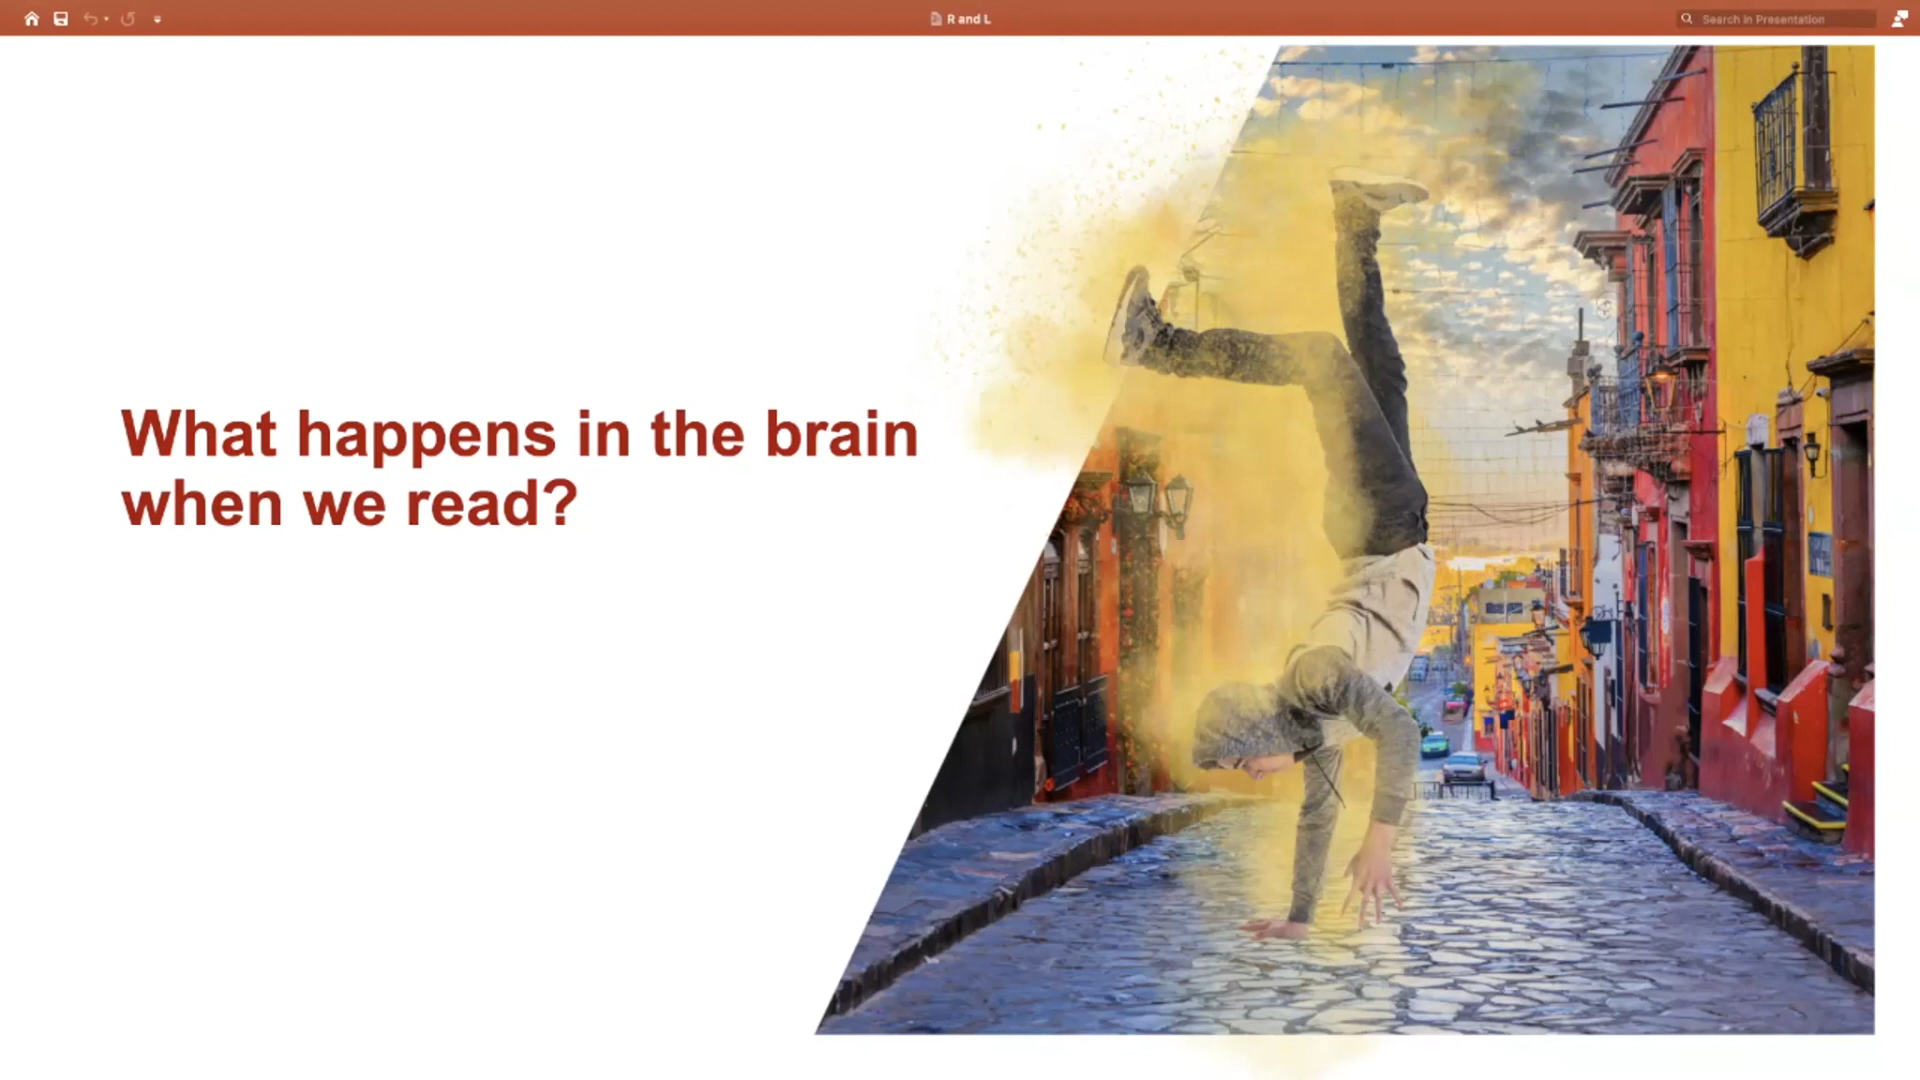 R and L
Search in Presentation
What happens in the brain
when we read?